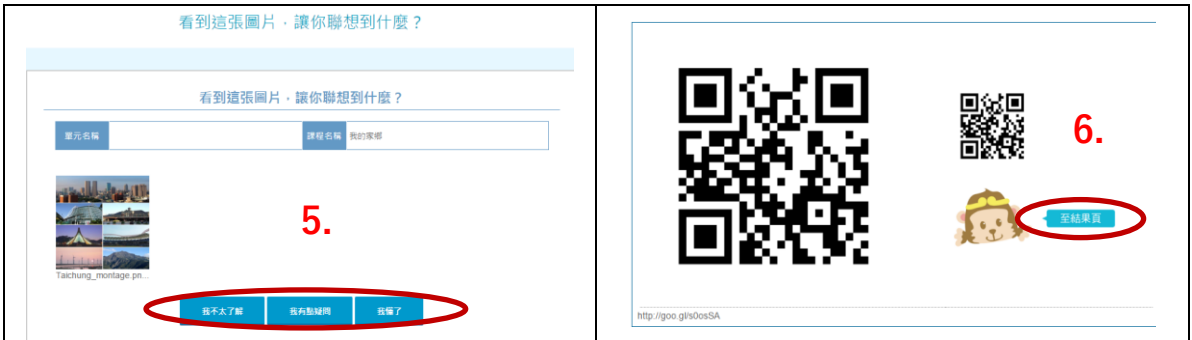 看到這張圖片，讓你聯想到什麼？
看到這張圖片，讓你聯想到什麼？
單元名稱
課程名稱 我的家鄉
5.
Taichung_montage.pn...
我不太了解 我有點疑問 我懂了
6.
至結果頁
http://goo.gl/s0osSA